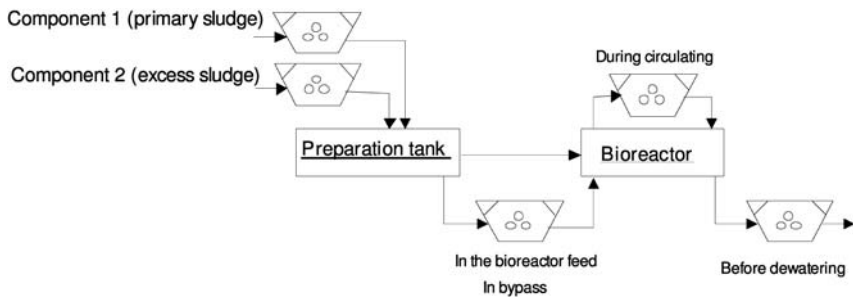 Component 1 (primary sludge)
Component 2 (excess sludge)
During circulating
Preparation tank
Bioreactor
In the bioreactor feed
In bypass
Before dewatering